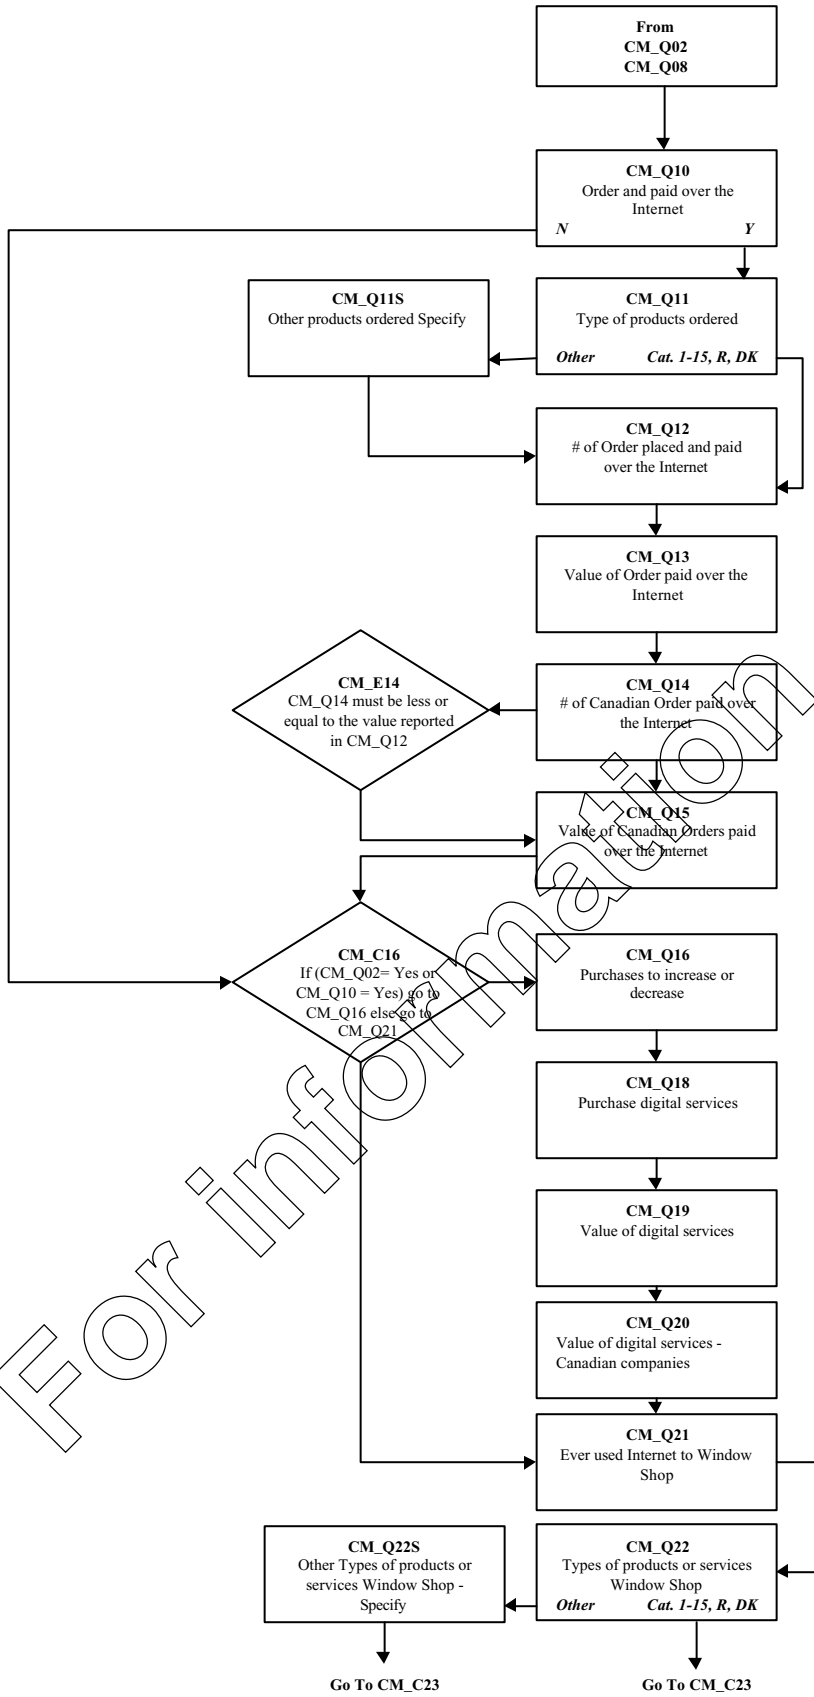 From
CM_Q02
CM_Q08
CM_Q10
Order and paid over the
Internet
N Y
CM_Q11S
Other products ordered Specify
CM_Q11
Type of products ordered
Other Cat. 1-15, R, DK
CM_Q12
# of Order placed and paid
over the Internet
CM_Q13
Value of Order paid over the
Internet
CM_E14
CM_Q14 must be less or
equal to the value reported
in CM_Q12
CM_Q14
# of Canadian Order paid over
the Internet
CM_Q15
Value of Canadian Orders paid
over the Internet
CM_C16
If (CM_Q02= Yes or
CM_Q10 = Yes) go to
CM_Q16 else go to
CM_Q21
CM_Q16
Purchases to increase or
decrease
CM_Q18
Purchase digital services
CM_Q19
Value of digital services
CM_Q20
Value of digital services -
Canadian companies
CM_Q21
Ever used Internet to Window
Shop
CM_Q22S
Other Types of products or
services Window Shop -
Specify
CM_Q22
Types of products or services
Window Shop
Other Cat. 1-15, R, DK
Go To CM_C23
Go To CM_C23
For information